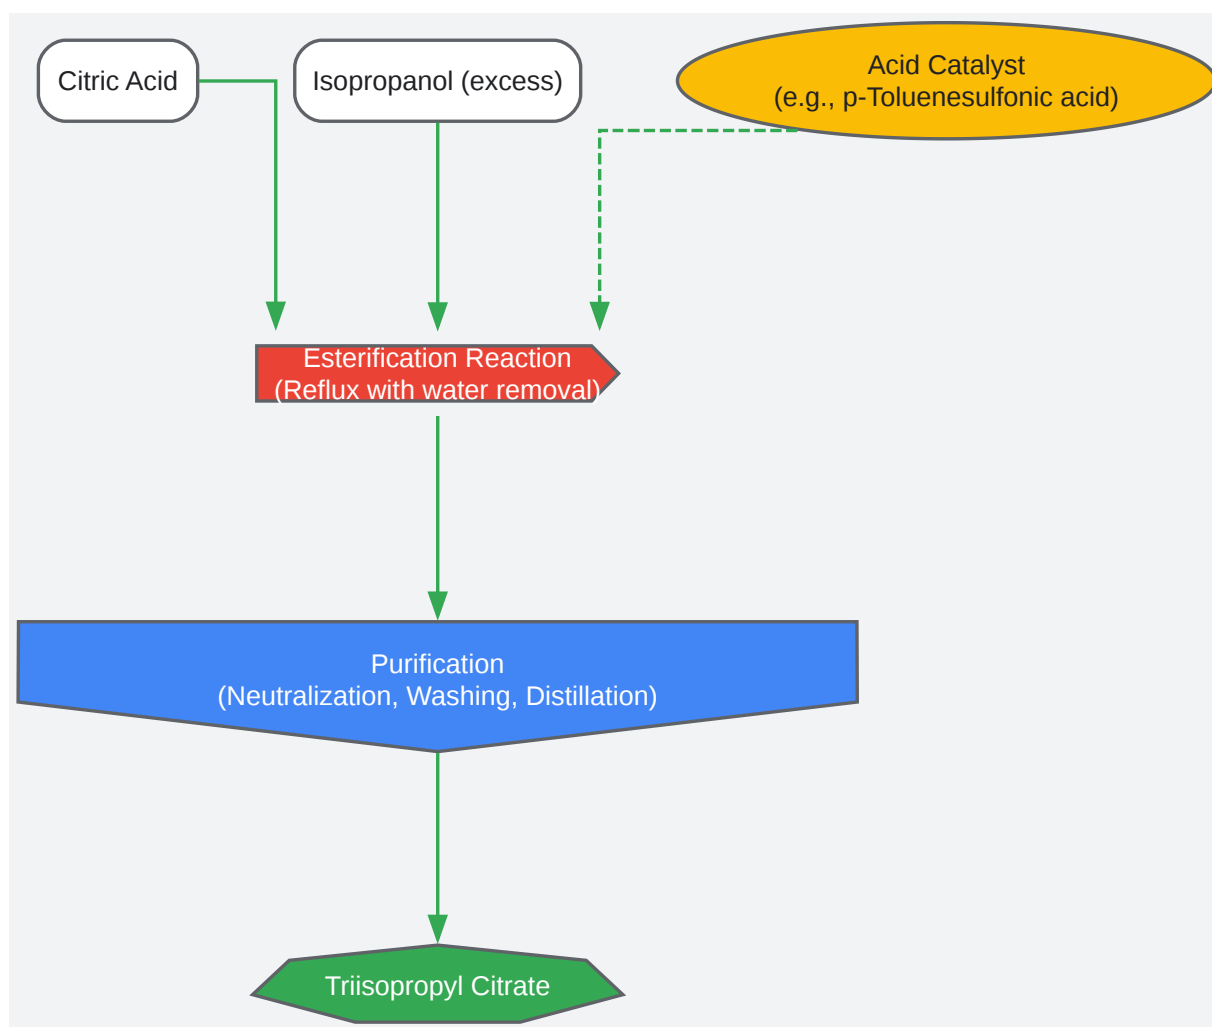 Citric Acid
Isopropanol (excess)
Acid Catalyst
(e.g., p-Toluenesulfonic acid)
Esterification Reaction
(Reflux with water removal)
Purification
(Neutralization, Washing, Distillation)
Triisopropyl Citrate